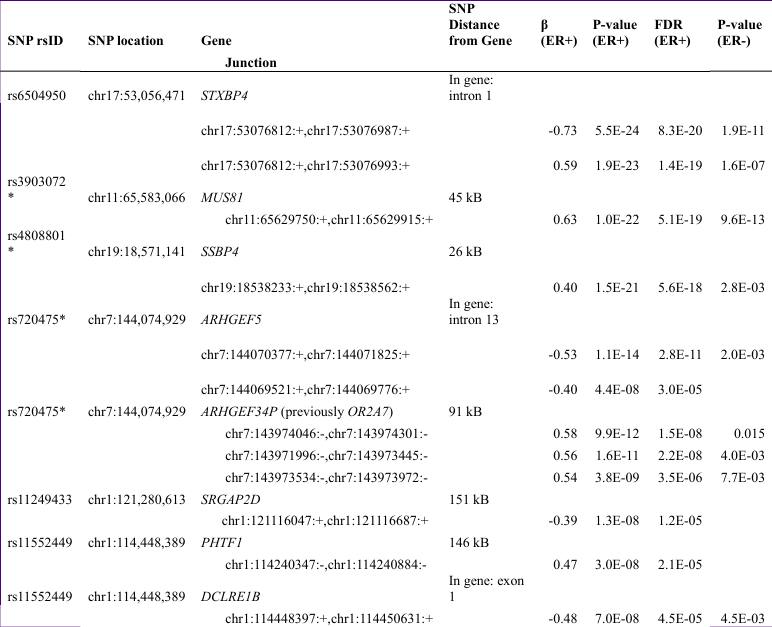 SNP rsID SNP location Gene SNP Distance from Gene β (ER+) P-value (ER+) FDR (ER+) P-value (ER-)
Junction
rs6504950 chr17:53,056,471 STXBP4 In gene: intron 1
chr17:53076812:+,chr17:53076987:+ -0.73 5.5E-24 8.3E-20 1.9E-11
chr17:53076812:+,chr17:53076993:+ 0.59 1.9E-23 1.4E-19 1.6E-07
rs3903072* chr11:65,583,066 MUS81 45 kB
chr11:65629750:+,chr11:65629915:+ 0.63 1.0E-22 5.1E-19 9.6E-13
rs4808801* chr19:18,571,141 SSBP4 26 kB
chr19:18538233:+,chr19:18538562:+ 0.40 1.5E-21 5.6E-18 2.8E-03
rs720475* chr7:144,074,929 ARHGEF5 In gene: intron 13
chr7:144070377:+,chr7:144071825:+ -0.53 1.1E-14 2.8E-11 2.0E-03
chr7:144069521:+,chr7:144069776:+ -0.40 4.4E-08 3.0E-05
rs720475* chr7:144,074,929 ARHGEF34P (previously OR2A7) 91 kB
chr7:143974046:-,chr7:143974301:- 0.58 9.9E-12 1.5E-08 0.015
chr7:143971996:-,chr7:143973445:- 0.56 1.6E-11 2.2E-08 4.0E-03
chr7:143973534:-,chr7:143973972:- 0.54 3.8E-09 3.5E-06 7.7E-03
rs11249433 chr1:121,280,613 SRGAP2D 151 kB
chr1:121116047:+,chr1:121116687:+ -0.39 1.3E-08 1.2E-05
rs11552449 chr1:114,448,389 PHTF1 146 kB
chr1:114240347:-,chr1:114240884:- 0.47 3.0E-08 2.1E-05
rs11552449 chr1:114,448,389 DCLRE1B In gene: exon 1
chr1:114448397:+,chr1:114450631:+ -0.48 7.0E-08 4.5E-05 4.5E-03